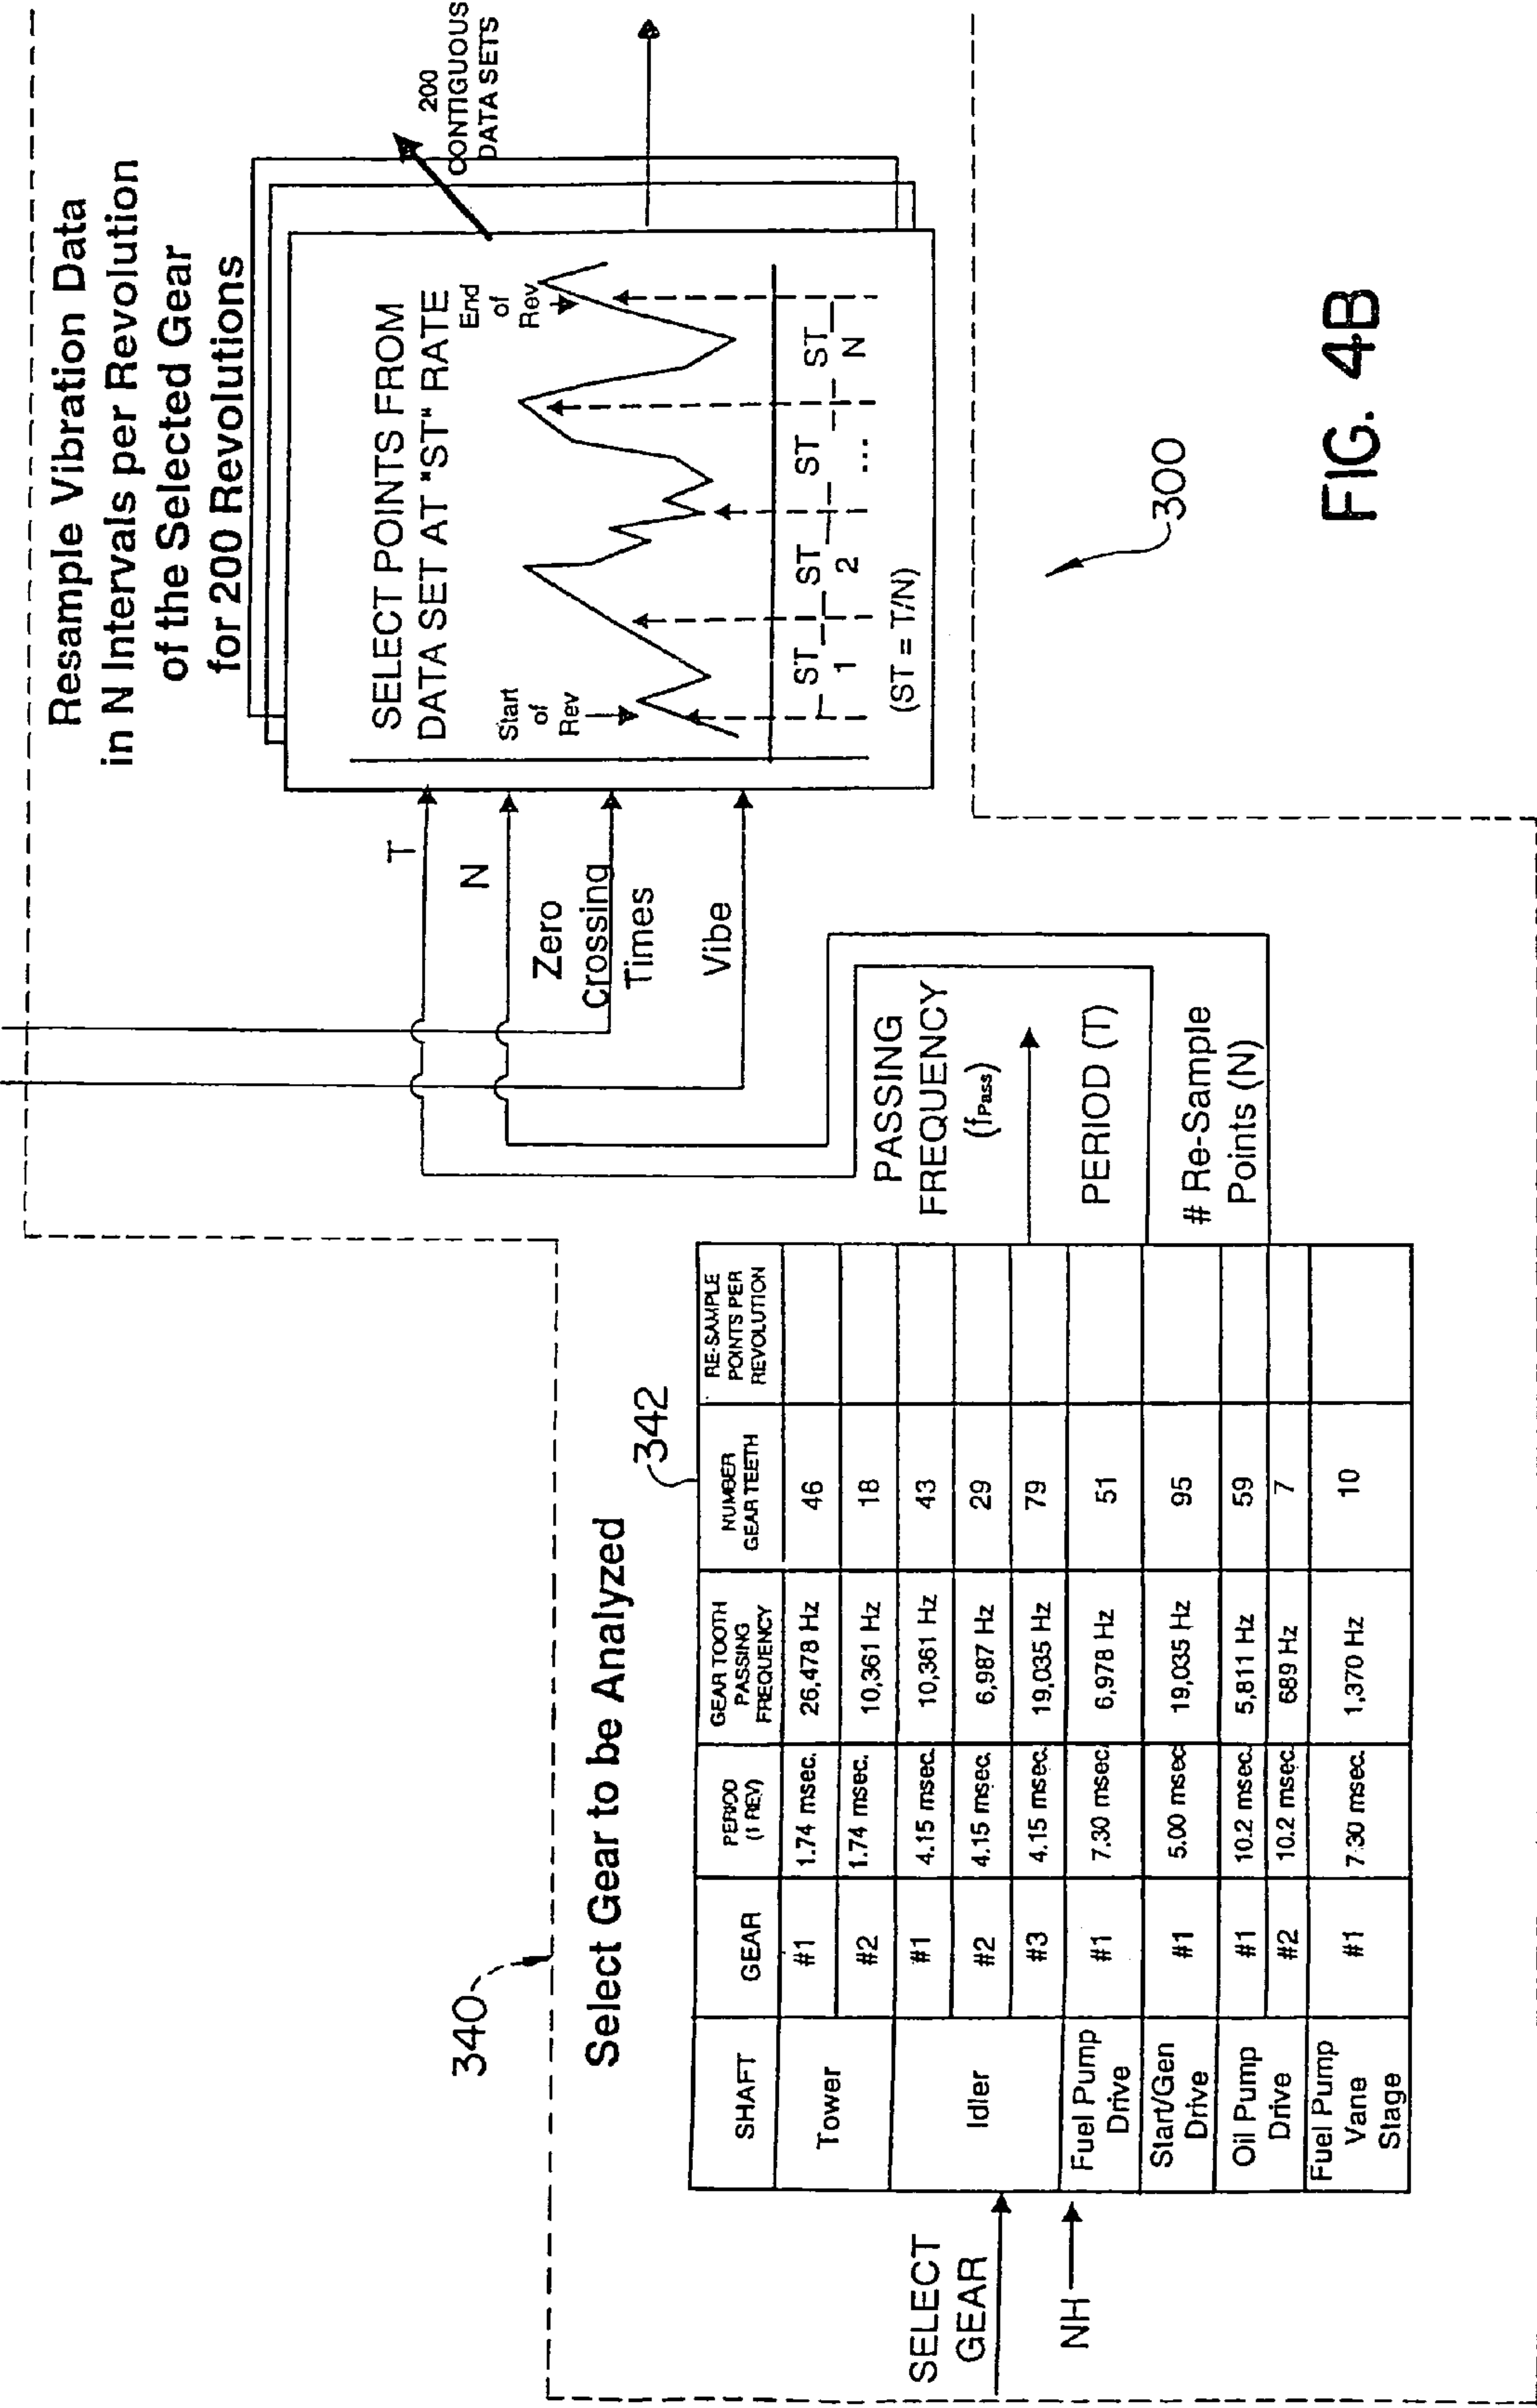 Resample Vibration Data
in N Intervals per Revolution
of the Selected Gear
for 200 Revolutions
200
CONTIGUOUS
DATA SETS
SELECT POINTS FROM
DATA SET AT "ST" RATE
Start
of
Rev
End
of
Rev
ST ST ST ST
1 2 ... N
(ST = T/N)
T
N
Zero
Crossing
Times
Vibe
300
340
Select Gear to be Analyzed
342
SHAFT GEAR PERIOD (1 REV) GEAR TOOTH PASSING FREQUENCY NUMBER GEAR TEETH RE-SAMPLE POINTS PER REVOLUTION
Tower #1 1.74 msec. 26,478 Hz 46
#2 1.74 msec. 10,361 Hz 18
Idler #1 4.15 msec. 10,361 Hz 43
#2 4.15 msec. 6,987 Hz 29
#3 4.15 msec. 19,035 Hz 79
Fuel Pump Drive #1 7.30 msec. 6,978 Hz 51
Start/Gen Drive #1 5.00 msec 19,035 Hz 95
Oil Pump Drive #1 10.2 msec. 5,811 Hz 59
#2 10.2 msec. 689 Hz 7
Fuel Pump Vane Stage #1 7.30 msec. 1,370 Hz 10
SELECT
GEAR
NH
PASSING
FREQUENCY
(fPass)
PERIOD (T)
# Re-Sample
Points (N)
FIG. 4B